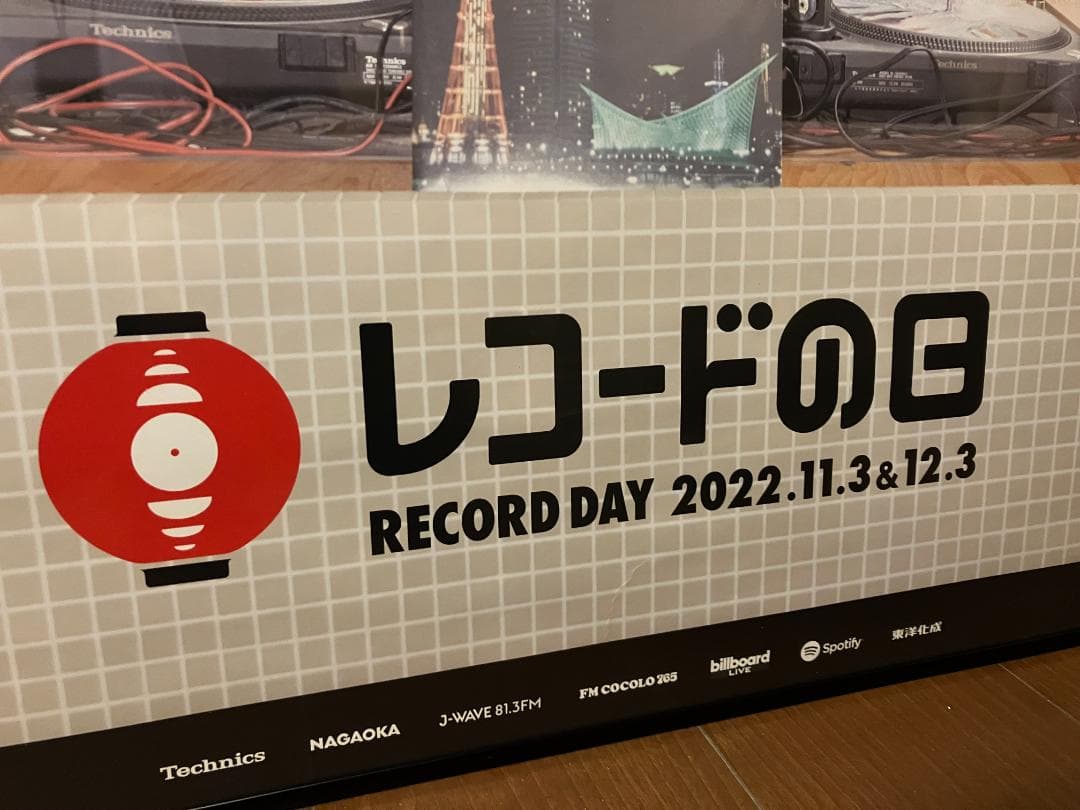 Technics
Technics
Technics
レコードの日
RECORD DAY 2022.11.3&12.3
Technics
NAGAOKA
J-WAVE 81.3FM
FM COCOLO 765
billboard
LIVE
Spotify
東洋化成